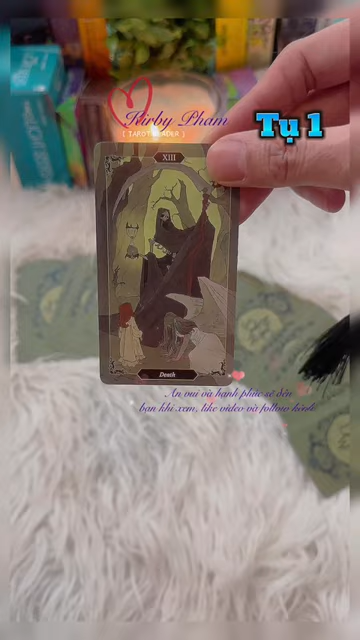 Kirby Pham
[ TAROT READER ]
Tụ 1
XIII
Death
An vui và hạnh phúc sẽ đến
bạn khi xem, like video và follow kênh